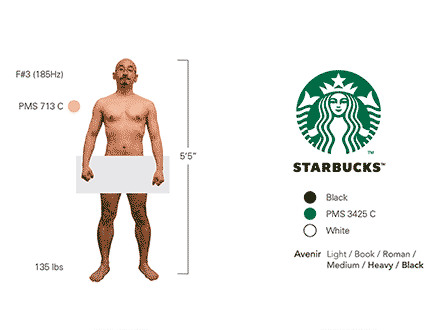 F#3 (185Hz)
PMS 713 C
5'5"
135 lbs
STARBUCKS™
™
Black
PMS 3425 C
White
Avenir Light / Book / Roman /
Medium / Heavy / Black